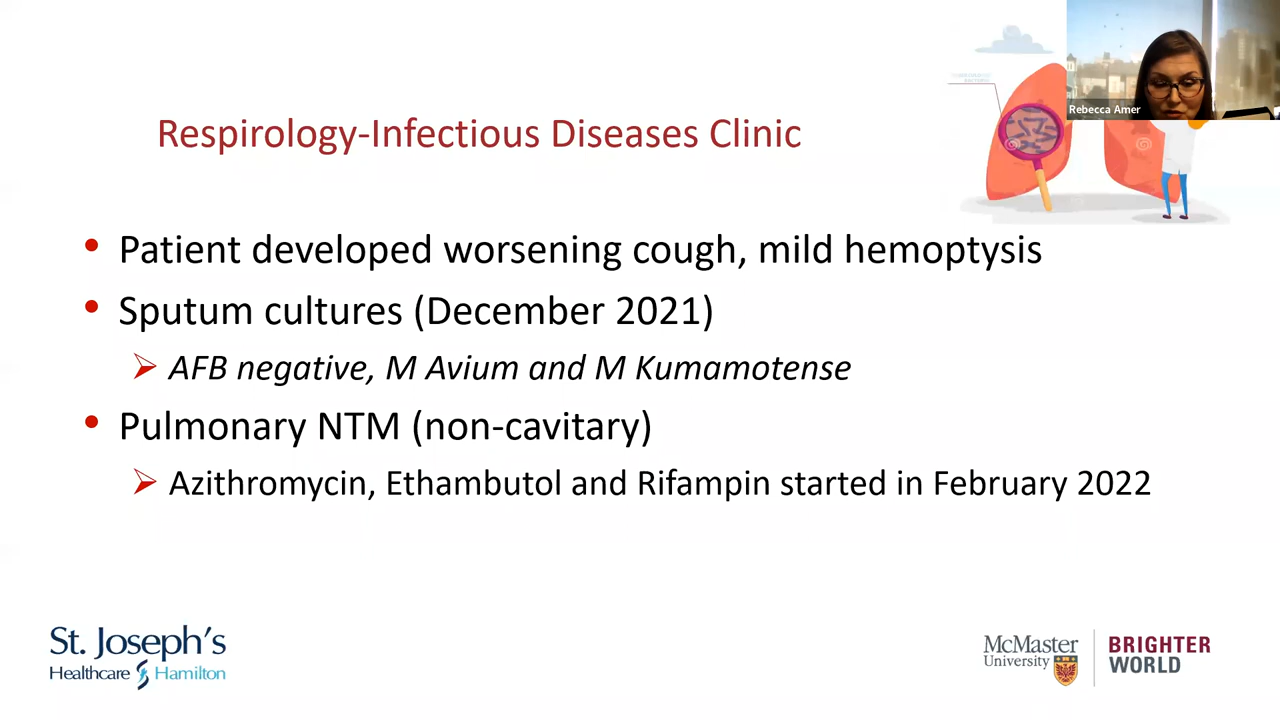 Rebecca Amer
Respirology-Infectious Diseases Clinic
• Patient developed worsening cough, mild hemoptysis
• Sputum cultures (December 2021)
➢ AFB negative, M Avium and M Kumamotense
• Pulmonary NTM (non-cavitary)
➢ Azithromycin, Ethambutol and Rifampin started in February 2022
St. Joseph's
Healthcare Hamilton
McMaster
University
BRIGHTER
WORLD